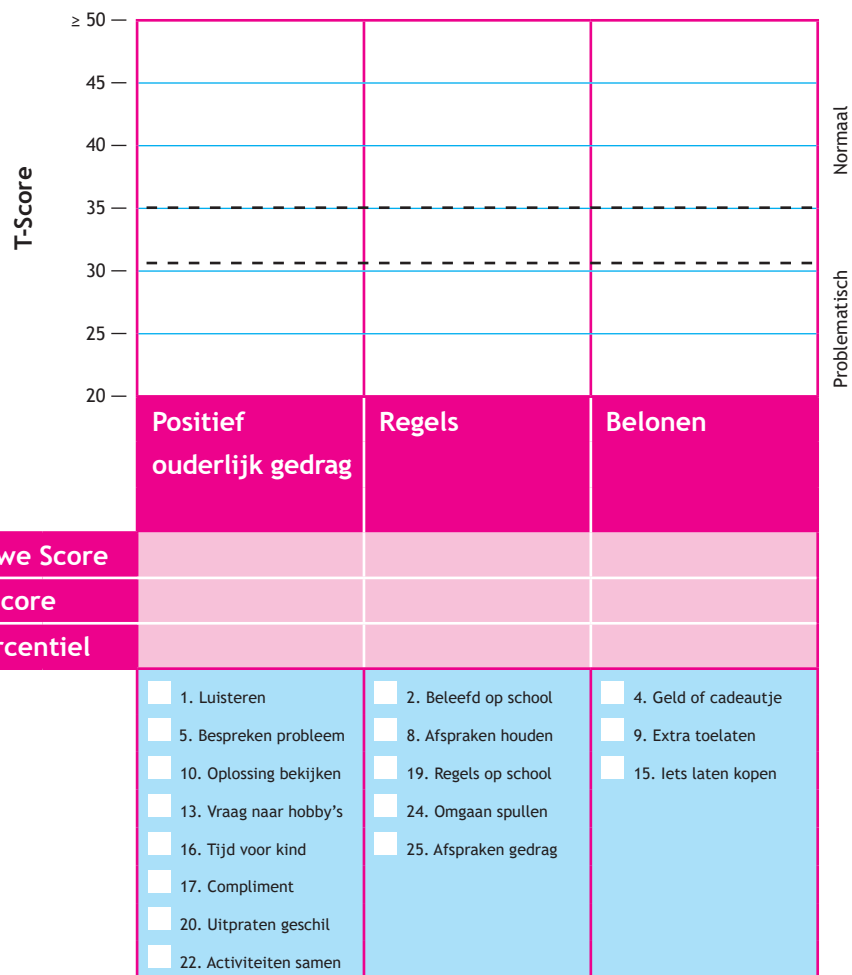 ≥ 50
45
40
35
30
25
20
T-Score
Normaal
Problematisch
Positief
ouderlijk gedrag
Regels
Belonen
we Score
core
rcentiel
1. Luisteren
5. Bespreken probleem
10. Oplossing bekijken
13. Vraag naar hobby's
16. Tijd voor kind
17. Compliment
20. Uitpraten geschil
22. Activiteiten samen
2. Beleefd op school
8. Afspraken houden
19. Regels op school
24. Omgaan spullen
25. Afspraken gedrag
4. Geld of cadeautje
9. Extra toelaten
15. Iets laten kopen